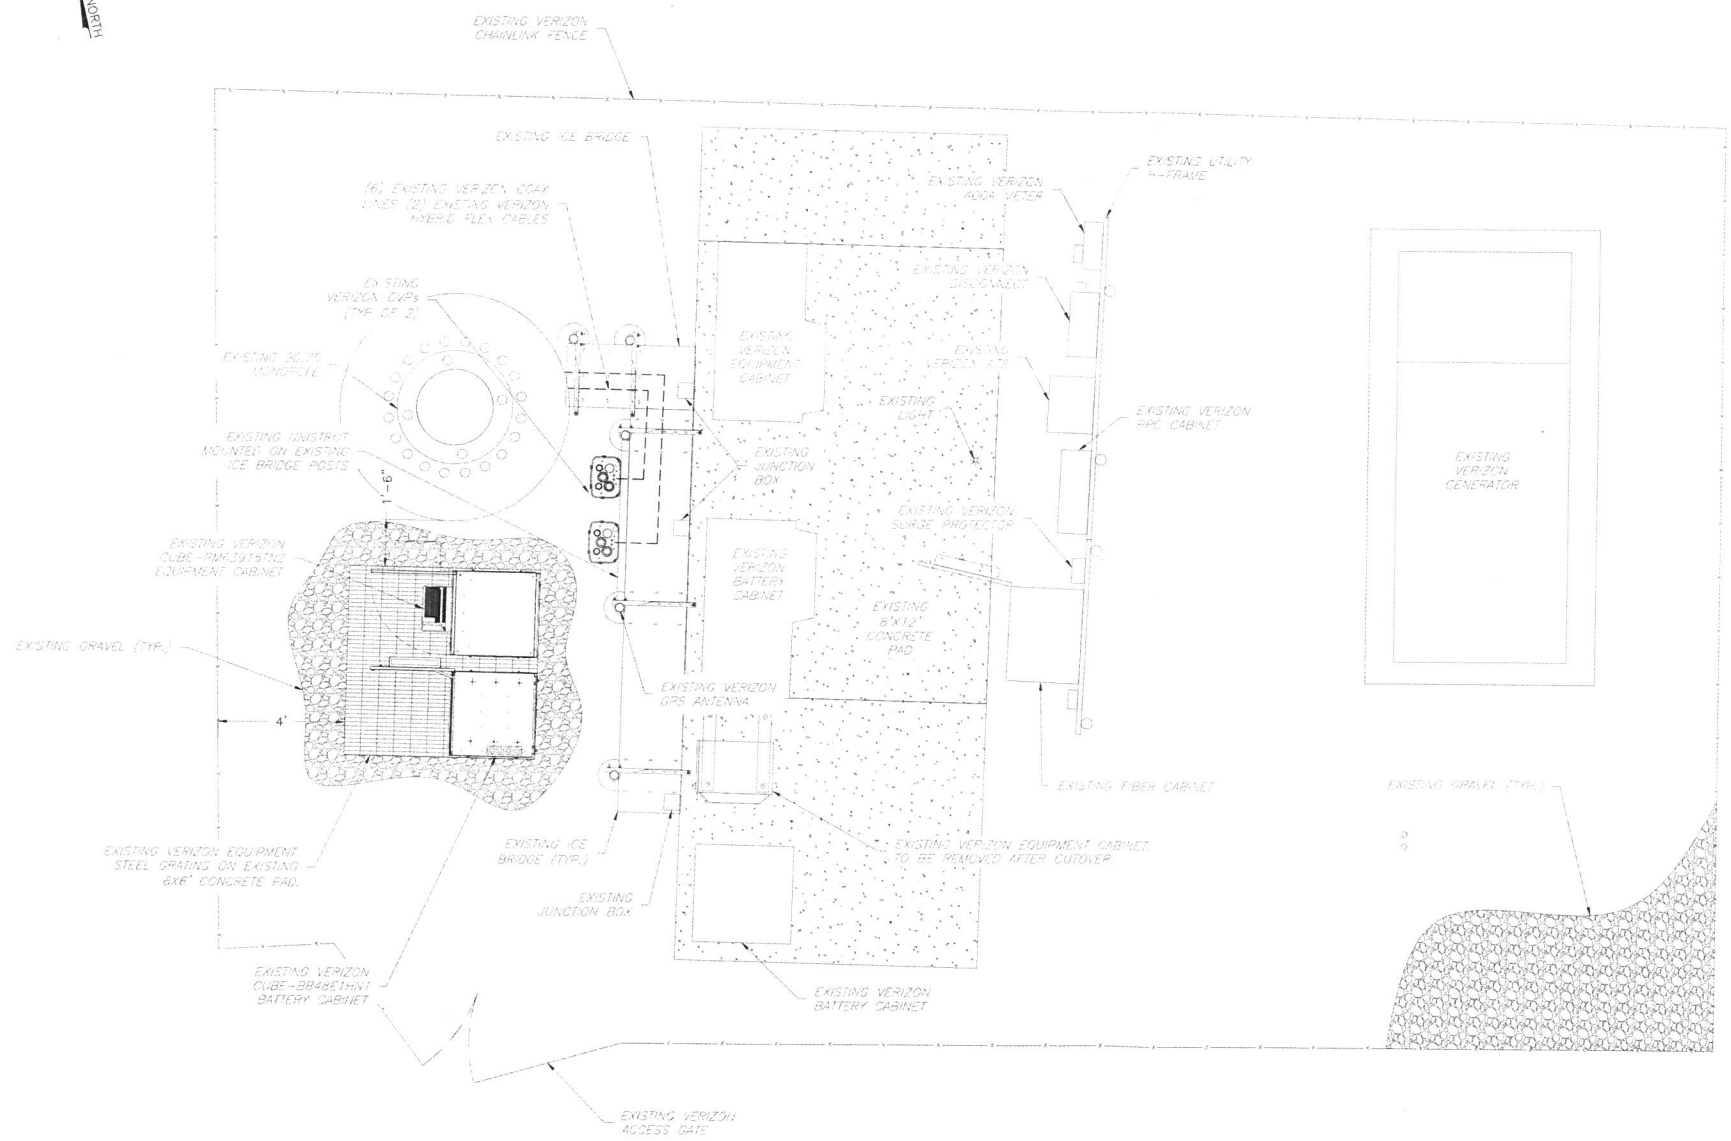 NORTH
EXISTING VERIZON
CHAINLINK FENCE
EXISTING ICE BRIDGE
(6) EXISTING VERIZON COAX
LINES (2) EXISTING VERIZON
HYBRID FLEX CABLES
EXISTING
VERIZON OVPs
(TYP. OF 2)
EXISTING
MONOPOLE
EXISTING UNISTRUT
MOUNTED ON EXISTING
ICE BRIDGE POSTS
1'-6"
EXISTING VERIZON
EQUIPMENT CABINET
EXISTING GRAVEL (TYP.)
4'
EXISTING VERIZON EQUIPMENT
STEEL GRATING ON EXISTING
6X6' CONCRETE PAD.
EXISTING VERIZON
CUBE-BB48E1HN1
BATTERY CABINET
EXISTING
VERIZON
EQUIPMENT
CABINET
EXISTING
JUNCTION
BOX
EXISTING
VERIZON
BATTERY
CABINET
EXISTING VERIZON
GPS ANTENNA
EXISTING ICE
BRIDGE (TYP.)
EXISTING
JUNCTION BOX
EXISTING VERIZON
ACCESS GATE
EXISTING VERIZON
BATTERY CABINET
EXISTING VERIZON EQUIPMENT CABINET
TO BE REMOVED AFTER CUTOVER
EXISTING
8'X12'
CONCRETE
PAD
EXISTING UTILITY
H-FRAME
EXISTING VERIZON
400A METER
EXISTING VERIZON
DISCONNECT
EXISTING
VERIZON ATS
EXISTING
LIGHT
EXISTING VERIZON
PPC CABINET
EXISTING VERIZON
SURGE PROTECTOR
EXISTING FIBER CABINET
EXISTING
VERIZON
GENERATOR
EXISTING GRAVEL (TYP.)